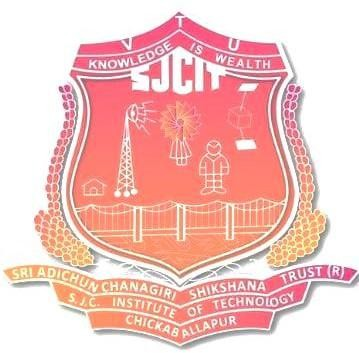 V T U
KNOWLEDGE IS WEALTH
SJCIT
SRI ADICHUNCHANAGIRI SHIKSHANA TRUST (R)
S.J.C. INSTITUTE OF TECHNOLOGY
CHICKABALLAPUR